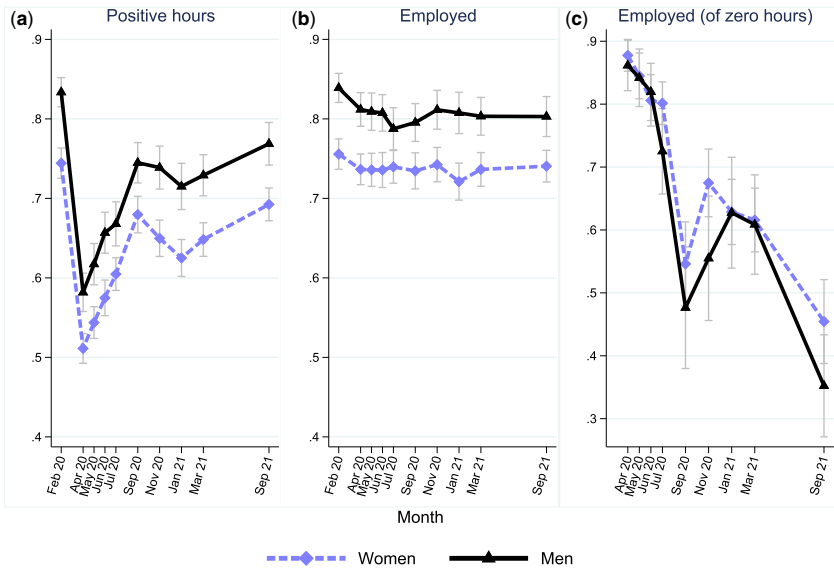 (a) Positive hours
.9
.8
.7
.6
.5
.4
Feb 20
Apr 20
May 20
Jun 20
Jul 20
Sep 20
Nov 20
Jan 21
Mar 21
Sep 21
(b) Employed
.9
.8
.7
.6
.5
.4
Feb 20
Apr 20
May 20
Jun 20
Jul 20
Sep 20
Nov 20
Jan 21
Mar 21
Sep 21
(c) Employed (of zero hours)
.9
.8
.7
.6
.5
.4
.3
Apr 20
May 20
Jun 20
Jul 20
Sep 20
Nov 20
Jan 21
Mar 21
Sep 21
Month
Women Men